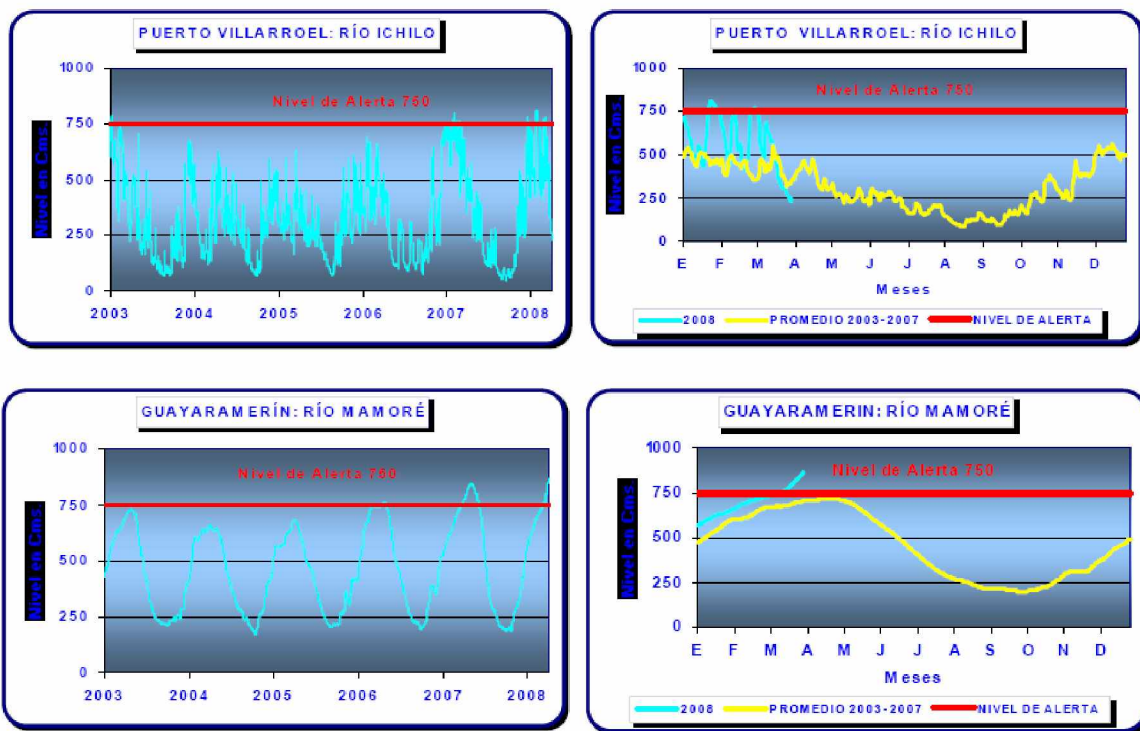 PUERTO VILLARROEL: RÍO ICHILO
Nivel en Cms.
1000
750
500
250
0
Nivel de Alerta 750
2003 2004 2005 2006 2007 2008
PUERTO VILLARROEL: RÍO ICHILO
Nivel en Cms.
1000
750
500
250
0
Nivel de Alerta 750
E F M A M J J A S O N D
Meses
2008 PROMEDIO 2003-2007 NIVEL DE ALERTA
GUAYARAMERÍN: RÍO MAMORÉ
Nivel en Cms.
1000
750
500
250
0
Nivel de Alerta 750
2003 2004 2005 2006 2007 2008
GUAYARAMERIN: RÍO MAMORÉ
Nivel en Cms.
1000
750
500
250
0
Nivel de Alerta 750
E F M A M J J A S O N D
Meses
2008 PROMEDIO 2003-2007 NIVEL DE ALERTA